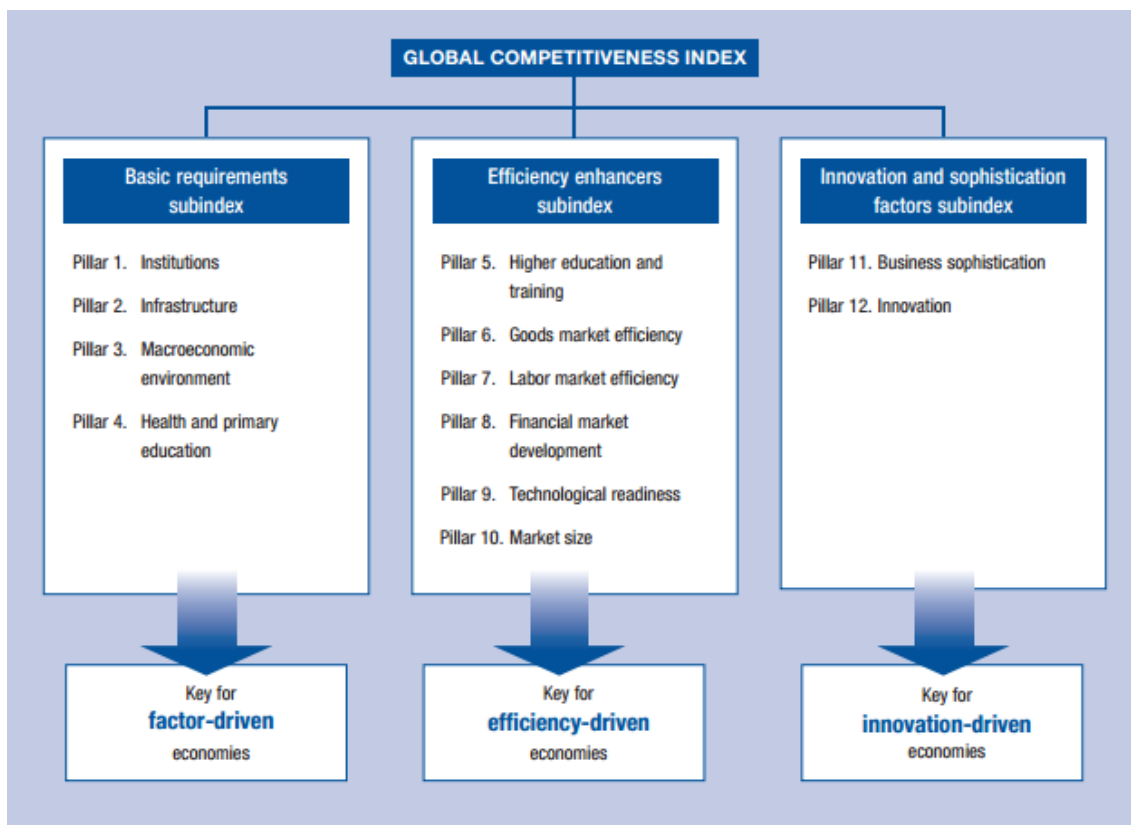 GLOBAL COMPETITIVENESS INDEX
Basic requirements
subindex
Pillar 1. Institutions
Pillar 2. Infrastructure
Pillar 3. Macroeconomic
environment
Pillar 4. Health and primary
education
Key for
factor-driven
economies
Efficiency enhancers
subindex
Pillar 5. Higher education and
training
Pillar 6. Goods market efficiency
Pillar 7. Labor market efficiency
Pillar 8. Financial market
development
Pillar 9. Technological readiness
Pillar 10. Market size
Key for
efficiency-driven
economies
Innovation and sophistication
factors subindex
Pillar 11. Business sophistication
Pillar 12. Innovation
Key for
innovation-driven
economies